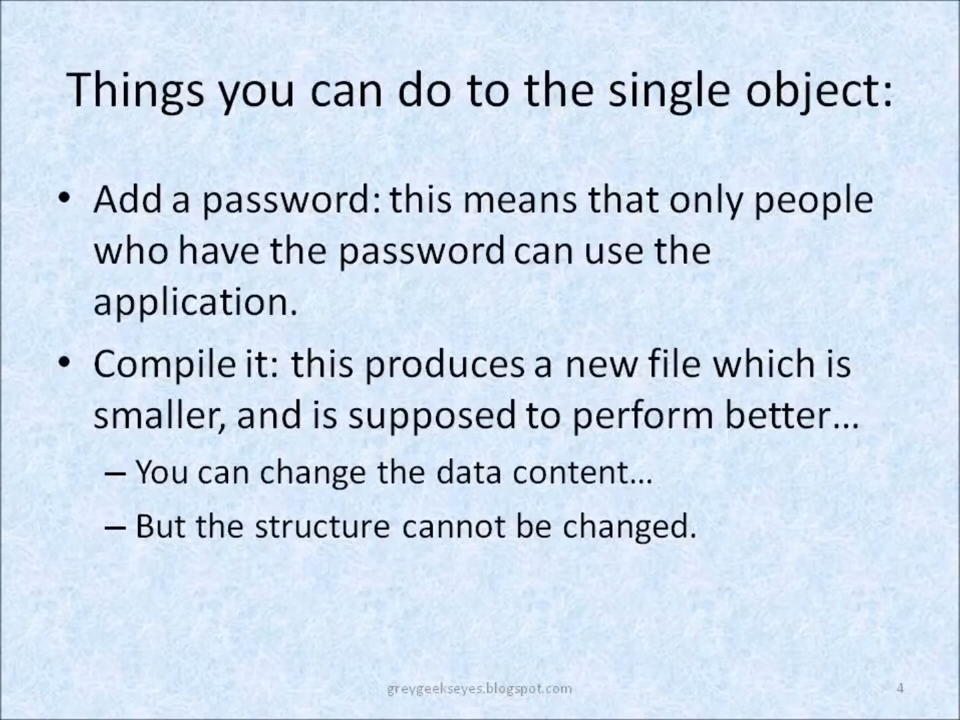 Things you can do to the single object:
• Add a password: this means that only people
who have the password can use the
application.
• Compile it: this produces a new file which is
smaller, and is supposed to perform better…
– You can change the data content…
– But the structure cannot be changed.
greygeekseyes.blogspot.com
4